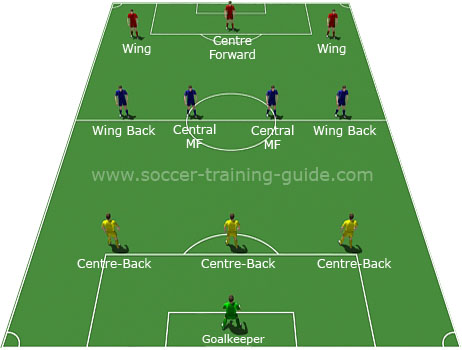 Wing
Centre
Forward
Wing
Wing Back
Central
MF
Central
MF
Wing Back
www.soccer-training-guide.com
Centre-Back
Centre-Back
Centre-Back
Goalkeeper